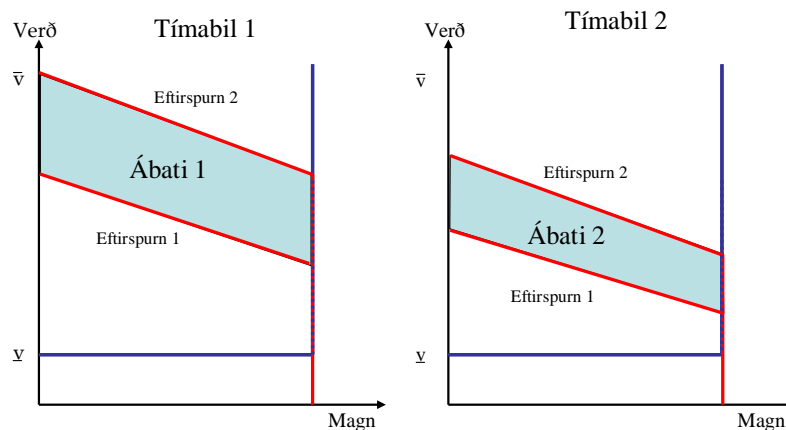 Tímabil 1
Verð
v̅
Eftirspurn 2
Ábati 1
Eftirspurn 1
v̲
Magn
Tímabil 2
Verð
v̅
Eftirspurn 2
Ábati 2
Eftirspurn 1
v̲
Magn